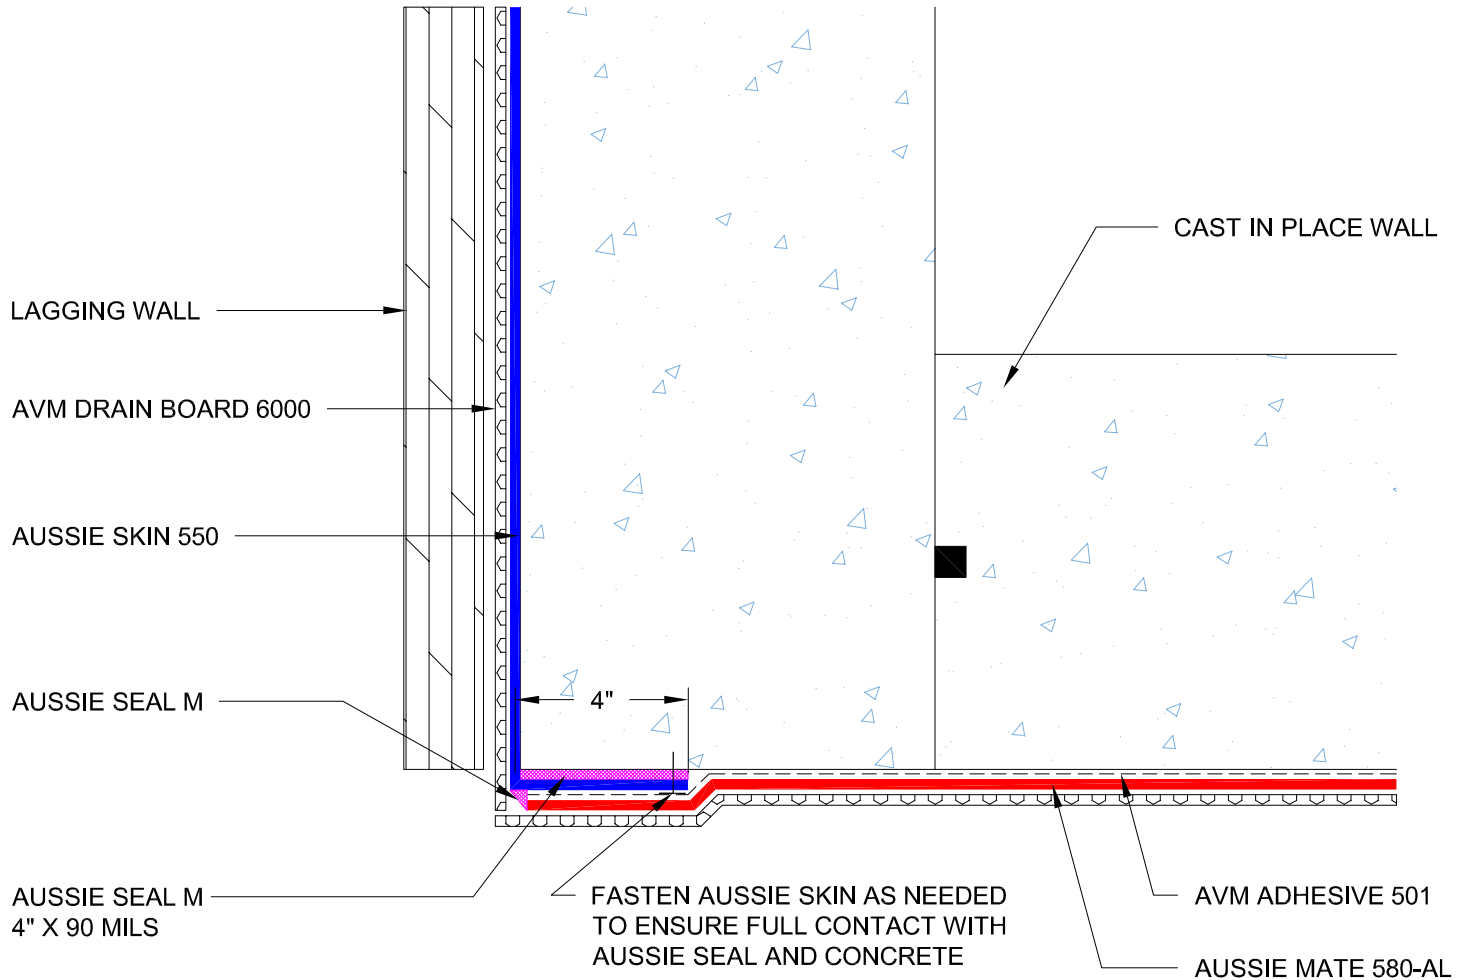 CAST IN PLACE WALL
LAGGING WALL
AVM DRAIN BOARD 6000
AUSSIE SKIN 550
AUSSIE SEAL M
4"
AUSSIE SEAL M
4" X 90 MILS
FASTEN AUSSIE SKIN AS NEEDED
TO ENSURE FULL CONTACT WITH
AUSSIE SEAL AND CONCRETE
AVM ADHESIVE 501
AUSSIE MATE 580-AL